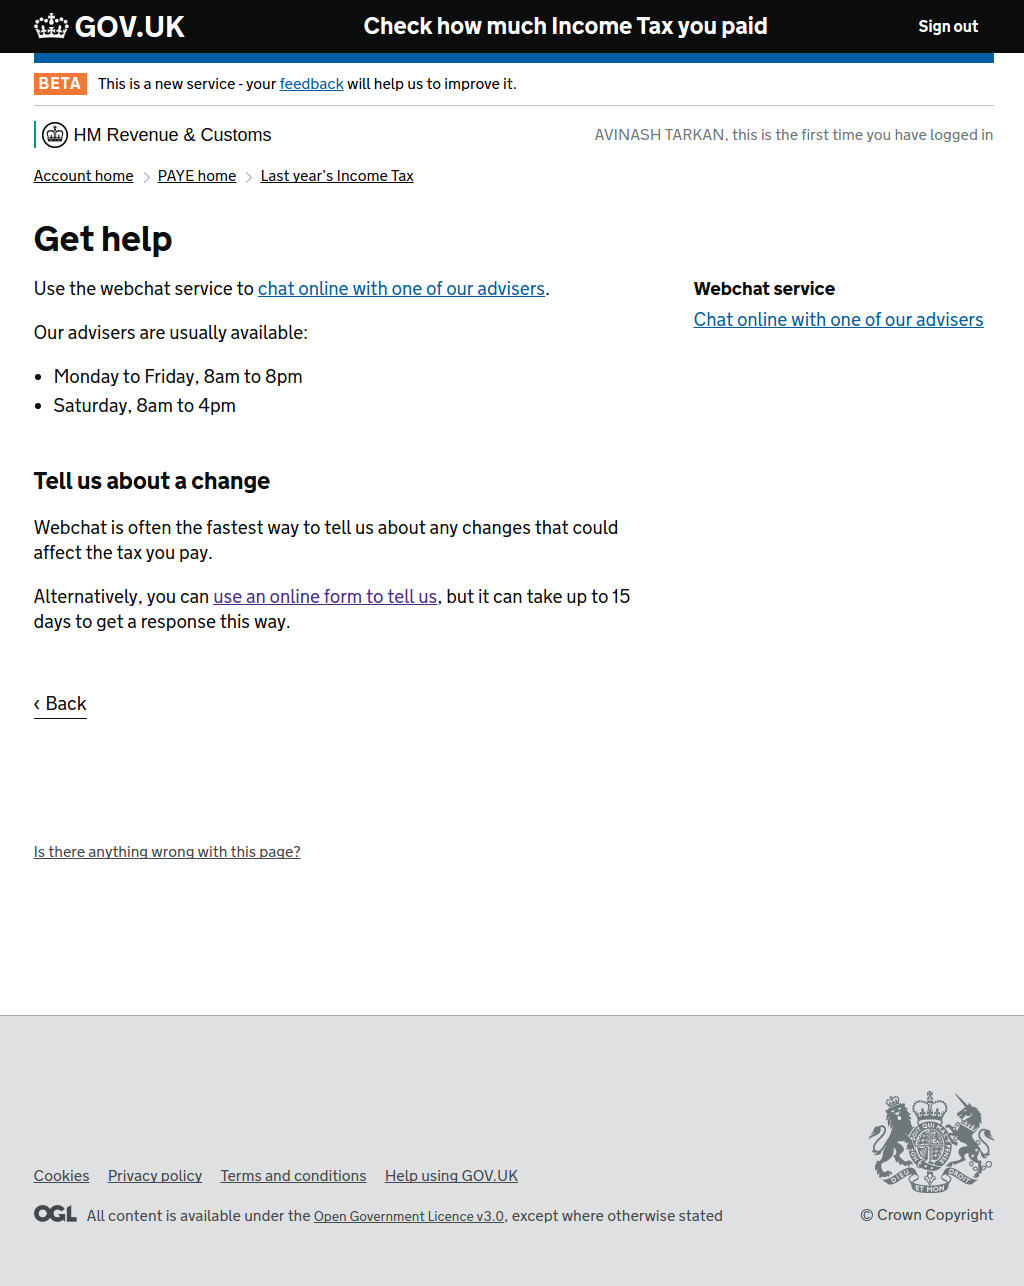 GOV.UK
Check how much Income Tax you paid
Sign out
BETA This is a new service - your feedback will help us to improve it.
HM Revenue & Customs
AVINASH TARKAN, this is the first time you have logged in
Account home
PAYE home
Last year's Income Tax
Get help
Use the webchat service to chat online with one of our advisers.
Our advisers are usually available:
• Monday to Friday, 8am to 8pm
• Saturday, 8am to 4pm
Webchat service
Chat online with one of our advisers
Tell us about a change
Webchat is often the fastest way to tell us about any changes that could
affect the tax you pay.
Alternatively, you can use an online form to tell us, but it can take up to 15
days to get a response this way.
‹ Back
Is there anything wrong with this page?
Cookies
Privacy policy
Terms and conditions
Help using GOV.UK
OGL All content is available under the Open Government Licence v3.0, except where otherwise stated
DIEU ET MON DROIT
© Crown Copyright